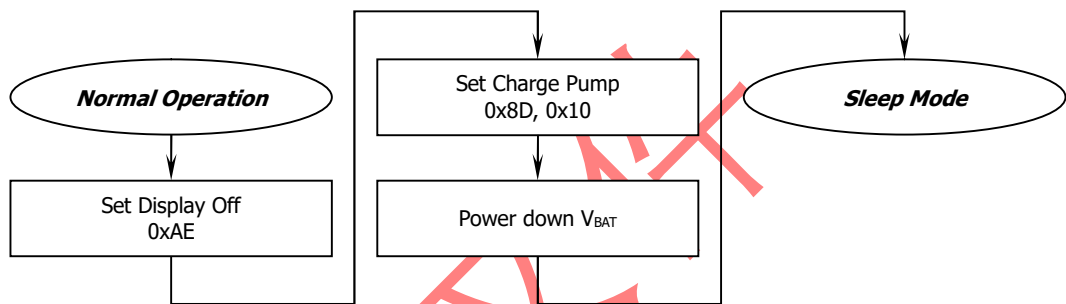 Normal Operation
Set Display Off
0xAE
Set Charge Pump
0x8D, 0x10
Power down VBAT
Sleep Mode